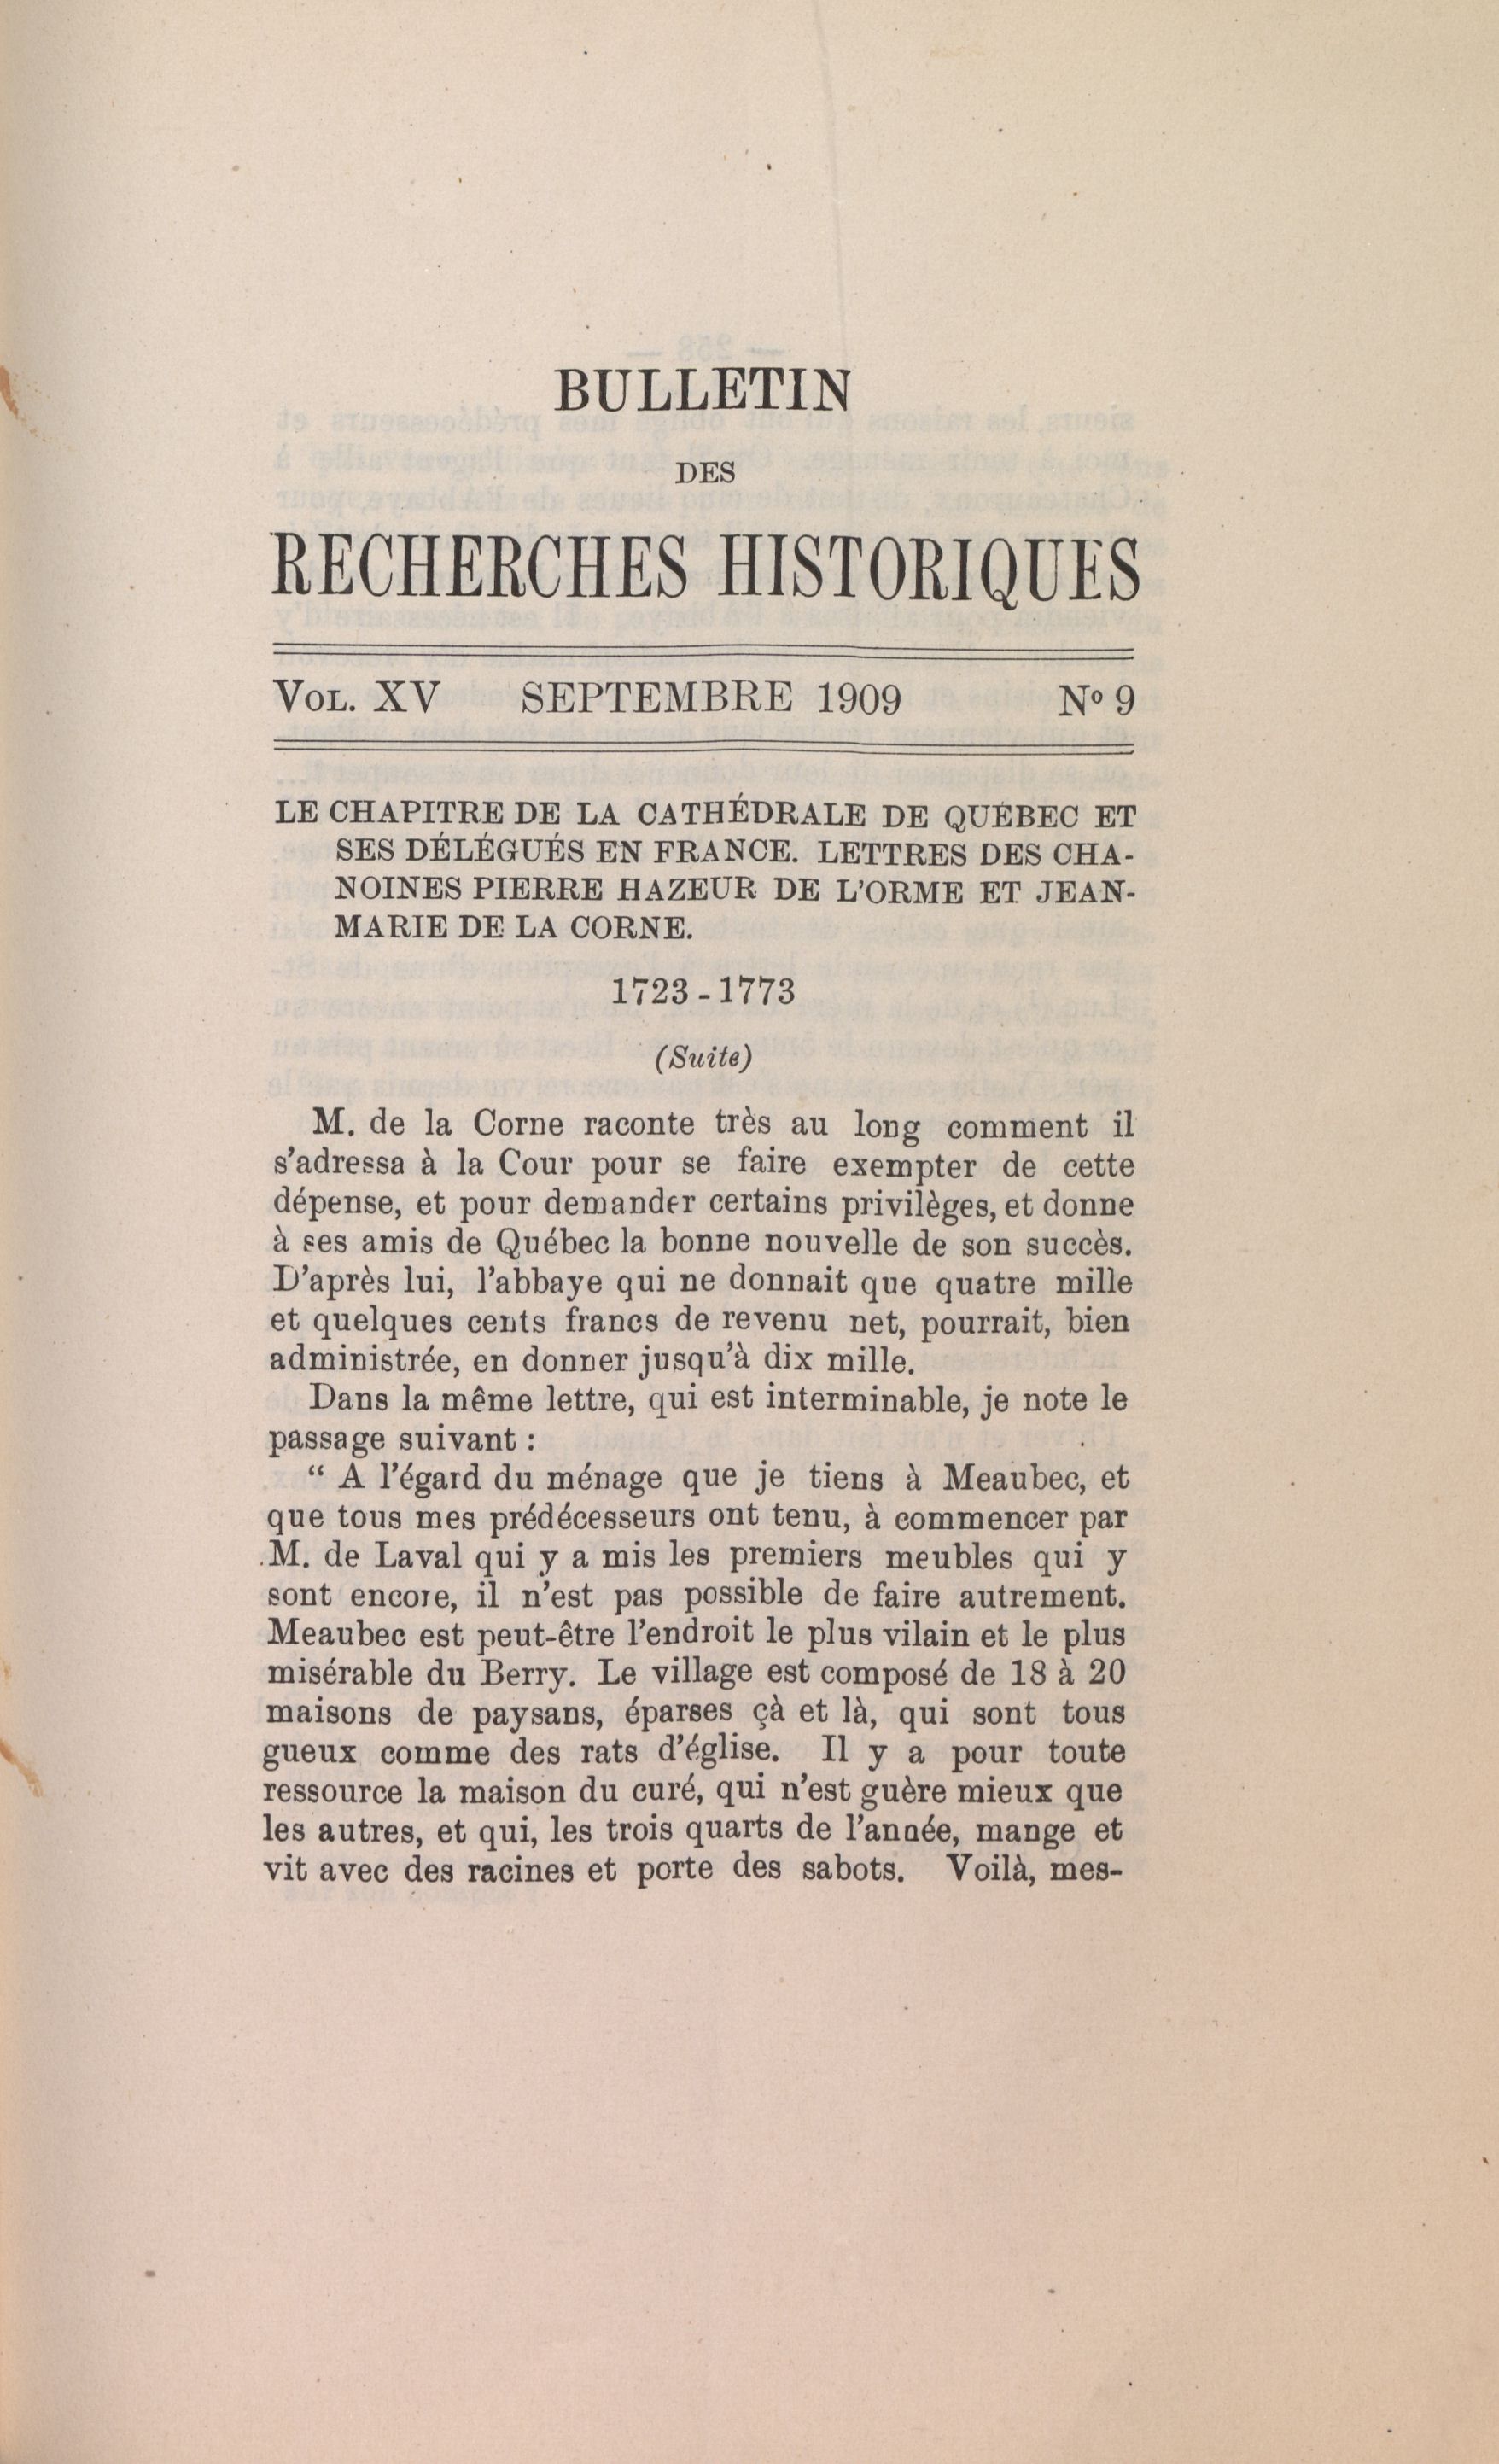 BULLETIN
DES
RECHERCHES HISTORIQUES
VOL. XV SEPTEMBRE 1909 Nº 9
LE CHAPITRE DE LA CATHÉDRALE DE QUÉBEC ET
SES DÉLÉGUÉS EN FRANCE. LETTRES DES CHA-
NOINES PIERRE HAZEUR DE L'ORME ET JEAN-
MARIE DE LA CORNE.
1723-1773
(Suite)
M. de la Corne raconte très au long comment il
s'adressa à la Cour pour se faire exempter de cette
dépense, et pour demander certains privilèges, et donne
à ses amis de Québec la bonne nouvelle de son succès.
D'après lui, l'abbaye qui ne donnait que quatre mille
et quelques cents francs de revenu net, pourrait, bien
administrée, en donner jusqu'à dix mille.
Dans la même lettre, qui est interminable, je note le
passage suivant :
“ A l'égard du ménage que je tiens à Meaubec, et
que tous mes prédécesseurs ont tenu, à commencer par
M. de Laval qui y a mis les premiers meubles qui y
sont encore, il n'est pas possible de faire autrement.
Meaubec est peut-être l'endroit le plus vilain et le plus
misérable du Berry. Le village est composé de 18 à 20
maisons de paysans, éparses çà et là, qui sont tous
gueux comme des rats d'église. Il y a pour toute
ressource la maison du curé, qui n'est guère mieux que
les autres, et qui, les trois quarts de l'année, mange et
vit avec des racines et porte des sabots. Voilà, mes-